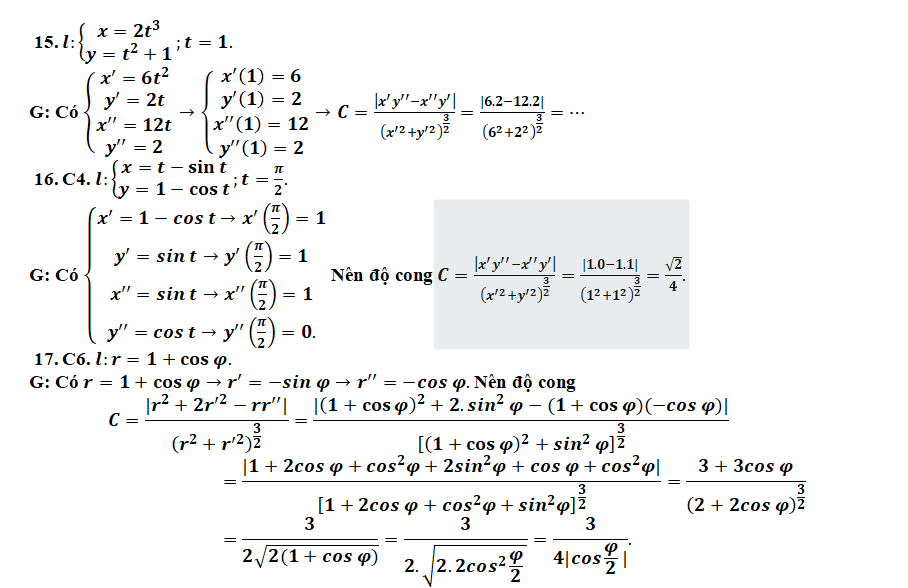 15. l: {x = 2t³ y = t² + 1 ; t = 1.
G: Có {x′ = 6t² y′ = 2t x′′ = 12t y′′ = 2 → {x′(1) = 6 y′(1) = 2 x′′(1) = 12 y′′(1) = 2 → C = |x′y′′−x′′y′| / (x′²+y′²)^(3/2) = |6.2−12.2| / (6²+2²)^(3/2) = ⋯
16. C4. l: {x = t − sin t y = 1 − cos t ; t = π/2.
G: Có {x′ = 1 − cos t → x′(π/2) = 1 y′ = sin t → y′(π/2) = 1 x′′ = sin t → x′′(π/2) = 1 y′′ = cos t → y′′(π/2) = 0. Nên độ cong C = |x′y′′−x′′y′| / (x′²+y′²)^(3/2) = |1.0−1.1| / (1²+1²)^(3/2) = √2/4.
17. C6. l: r = 1 + cos φ.
G: Có r = 1 + cos φ → r′ = −sin φ → r′′ = −cos φ. Nên độ cong
C = |r² + 2r′² − rr′′| / (r² + r′²)^(3/2) = |(1 + cos φ)² + 2. sin² φ − (1 + cos φ)(−cos φ)| / [(1 + cos φ)² + sin² φ]^(3/2)
= |1 + 2cos φ + cos²φ + 2sin²φ + cos φ + cos²φ| / [1 + 2cos φ + cos²φ + sin²φ]^(3/2) = 3 + 3cos φ / (2 + 2cos φ)^(3/2)
= 3 / 2√2(1 + cos φ) = 3 / 2. √2. 2cos² φ/2 = 3 / 4|cos φ/2|.